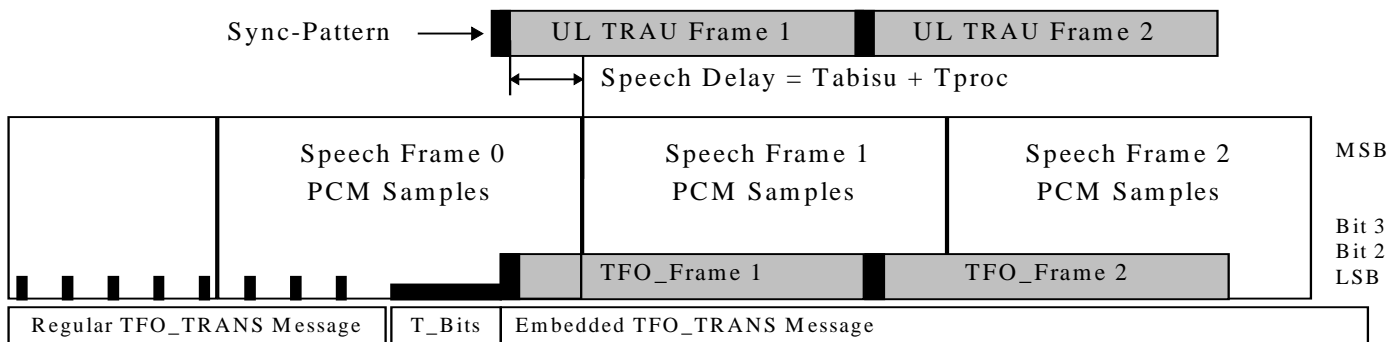 Sync-Pattern UL TRAU Frame 1 UL TRAU Frame 2
Speech Delay = Tabisu + Tproc
Speech Frame 0 Speech Frame 1 Speech Frame 2 MSB
PCM Samples PCM Samples PCM Samples
Bit 3
Bit 2
TFO_Frame 1 TFO_Frame 2 LSB
Regular TFO_TRANS Message T_Bits Embedded TFO_TRANS Message